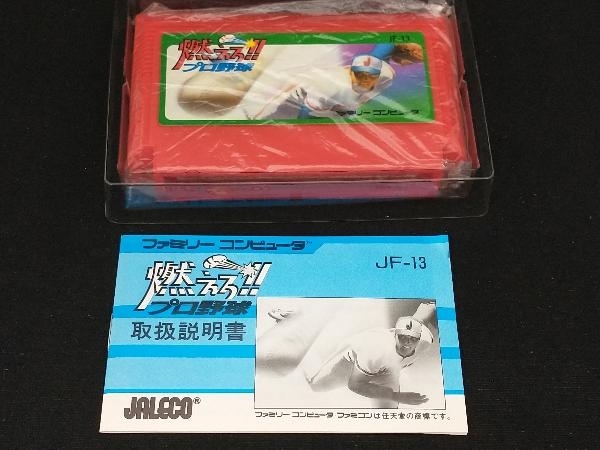 燃えろ!!
プロ野球
JF-13
ファミリー コンピュータ
ファミリー コンピュータ™
燃えろ!!
プロ野球
取扱説明書
JF-13
JALECO®
ファミリー コンピュータ ファミコンは任天堂の商標です。